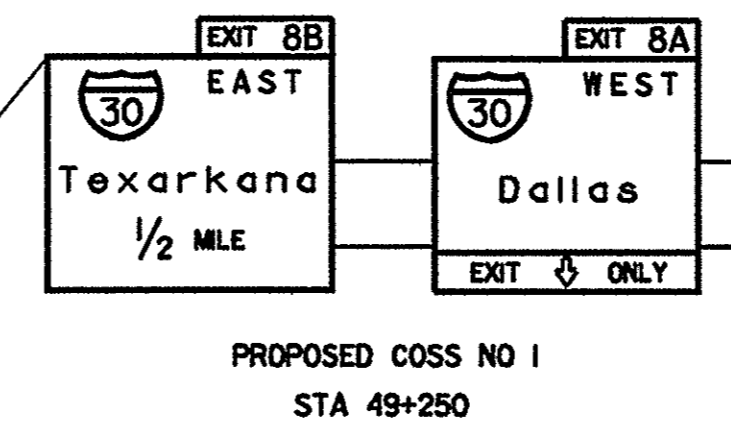 EXIT 8B
30 EAST
Texarkana
1/2 MILE
EXIT 8A
30 WEST
Dallas
EXIT ONLY
PROPOSED COSS NO 1
STA 49+250